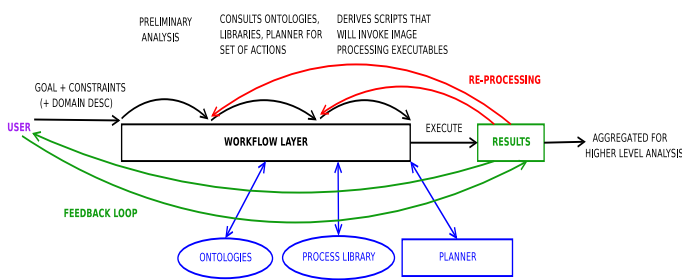 PRELIMINARY
ANALYSIS
CONSULTS ONTOLOGIES,
LIBRARIES, PLANNER FOR
SET OF ACTIONS
DERIVES SCRIPTS THAT
WILL INVOKE IMAGE
PROCESSING EXECUTABLES
RE-PROCESSING
GOAL + CONSTRAINTS
(+ DOMAIN DESC)
USER
WORKFLOW LAYER
EXECUTE
RESULTS
AGGREGATED FOR
HIGHER LEVEL ANALYSIS
FEEDBACK LOOP
ONTOLOGIES
PROCESS LIBRARY
PLANNER